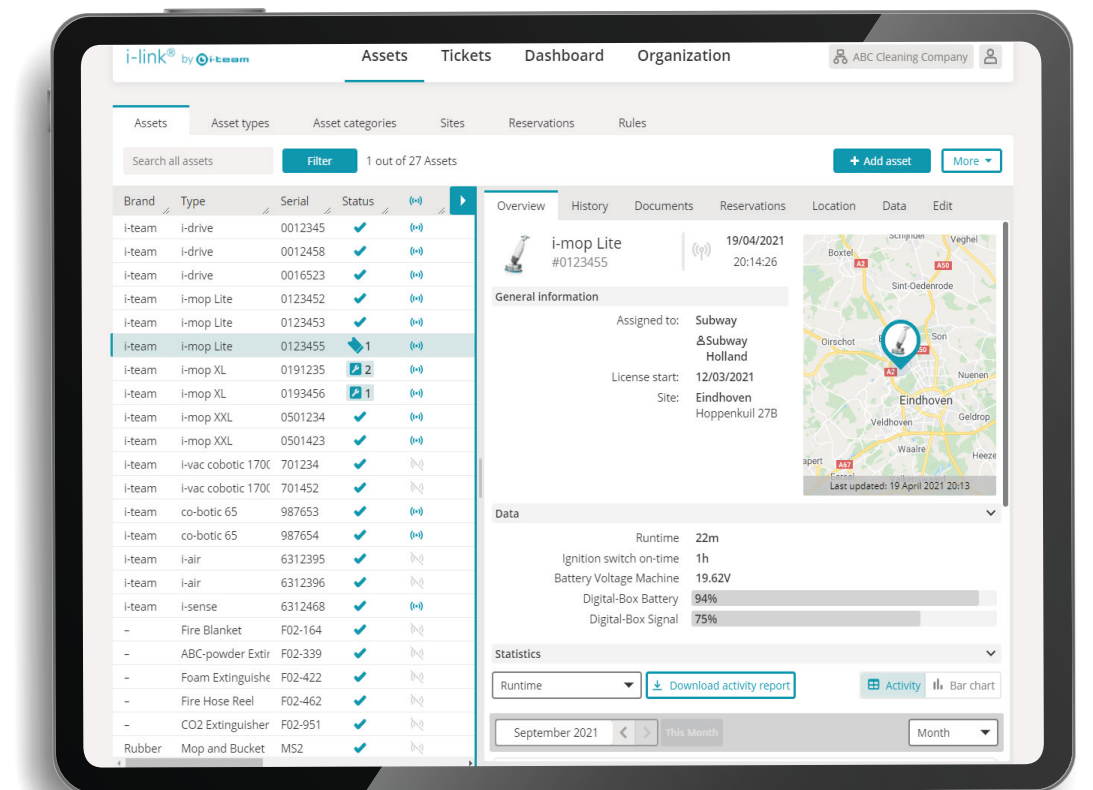 i-link® by i-team
Assets Tickets Dashboard Organization
ABC Cleaning Company
Assets Asset types Asset categories Sites Reservations Rules
Search all assets Filter 1 out of 27 Assets + Add asset More
Brand Type Serial Status
i-team i-drive 0012345
i-team i-drive 0012458
i-team i-drive 0016523
i-team i-mop Lite 0123452
i-team i-mop Lite 0123453
i-team i-mop Lite 0123455 1
i-team i-mop XL 0191235 2
i-team i-mop XL 0193456 1
i-team i-mop XXL 0501234
i-team i-mop XXL 0501423
i-team i-vac cobotic 1700 701234
i-team i-vac cobotic 1700 701452
i-team co-botic 65 987653
i-team co-botic 65 987654
i-team i-air 6312395
i-team i-air 6312396
i-team i-sense 6312468
– Fire Blanket F02-164
– ABC-powder Extir F02-339
– Foam Extinguishe F02-422
– Fire Hose Reel F02-462
– CO2 Extinguisher F02-951
Rubber Mop and Bucket MS2
Overview History Documents Reservations Location Data Edit
i-mop Lite
#0123455
19/04/2021
20:14:26
General information
Assigned to: Subway
Subway
Holland
License start: 12/03/2021
Site: Eindhoven
Hoppenkuil 27B
Schijndel
Veghel
Boxtel
A2
A50
Sint-Oedenrode
Oirschot
Son
A2
Nuenen
Eindhoven
Geldrop
Veldhoven
Waalre
Heeze
apert
A67
Last updated: 19 April 2021 20:13
Data
Runtime 22m
Ignition switch on-time 1h
Battery Voltage Machine 19.62V
Digital-Box Battery 94%
Digital-Box Signal 75%
Statistics
Runtime Download activity report Activity Bar chart
September 2021 < > This Month Month